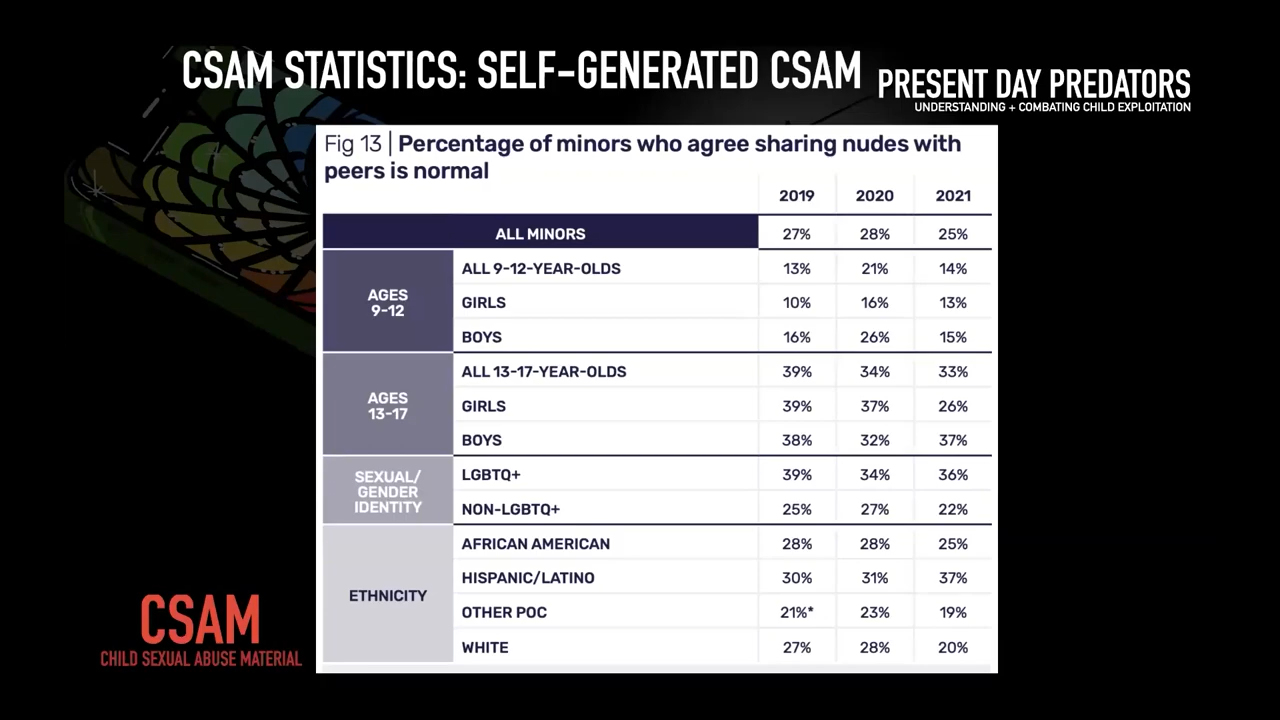 CSAM STATISTICS: SELF-GENERATED CSAM
PRESENT DAY PREDATORS
UNDERSTANDING + COMBATING CHILD EXPLOITATION
Fig 13 | Percentage of minors who agree sharing nudes with
peers is normal
2019 2020 2021
ALL MINORS 27% 28% 25%
AGES
9-12
ALL 9-12-YEAR-OLDS 13% 21% 14%
GIRLS 10% 16% 13%
BOYS 16% 26% 15%
AGES
13-17
ALL 13-17-YEAR-OLDS 39% 34% 33%
GIRLS 39% 37% 26%
BOYS 38% 32% 37%
SEXUAL/
GENDER
IDENTITY
LGBTQ+ 39% 34% 36%
NON-LGBTQ+ 25% 27% 22%
ETHNICITY
AFRICAN AMERICAN 28% 28% 25%
HISPANIC/LATINO 30% 31% 37%
OTHER POC 21%* 23% 19%
WHITE 27% 28% 20%
CSAM
CHILD SEXUAL ABUSE MATERIAL